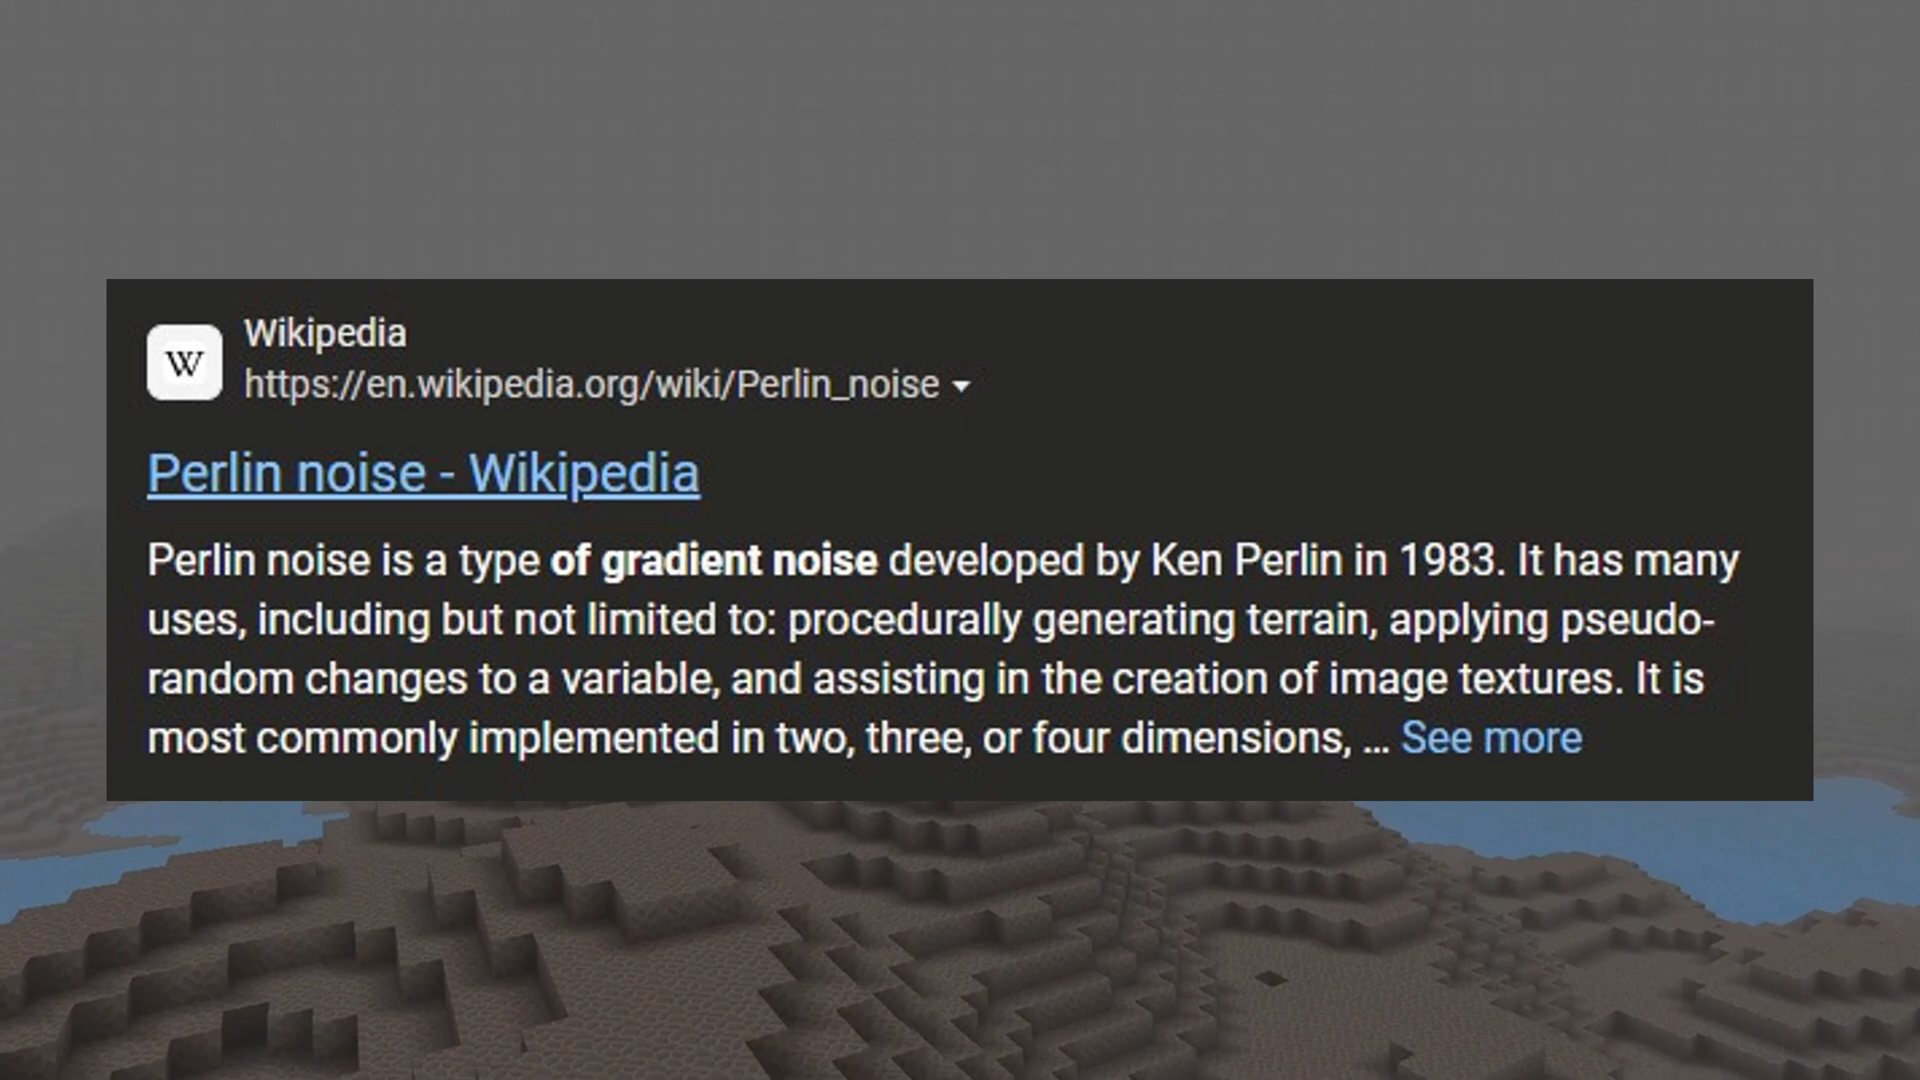 W
Wikipedia
https://en.wikipedia.org/wiki/Perlin_noise
Perlin noise - Wikipedia
Perlin noise is a type of gradient noise developed by Ken Perlin in 1983. It has many
uses, including but not limited to: procedurally generating terrain, applying pseudo-
random changes to a variable, and assisting in the creation of image textures. It is
most commonly implemented in two, three, or four dimensions, ... See more